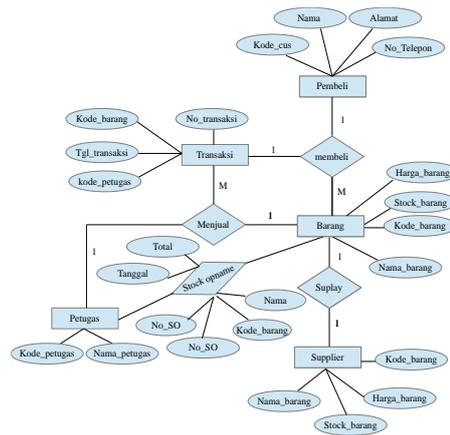 Nama
Alamat
Kode_cus
No_Telepon
Pembeli
1
Kode_barang
No_transaksi
Tgl_transaksi
Transaksi
1
membeli
kode_petugas
Harga_barang
M
M
Stock_barang
Menjual
1
Barang
Kode_barang
1
Total
1
Nama_barang
Tanggal
Stock opname
Suplay
Nama
Petugas
No_SO
Kode_barang
1
Kode_petugas
Nama_petugas
No_SO
Supplier
Kode_barang
Nama_barang
Harga_barang
Stock_barang